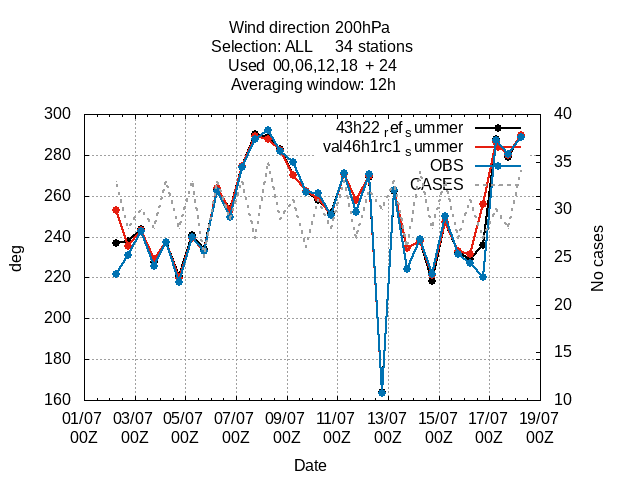 Wind direction 200hPa
Selection: ALL 34 stations
Used 00,06,12,18 + 24
Averaging window: 12h
300 40
43h22 ref summer
val46h1rc1 summer
OBS
CASES
280 35
260 30
240 25
220 20
200
180 15
160 10
deg
No cases
01/07 03/07 05/07 07/07 09/07 11/07 13/07 15/07 17/07 19/07
00Z 00Z 00Z 00Z 00Z 00Z 00Z 00Z 00Z 00Z
Date